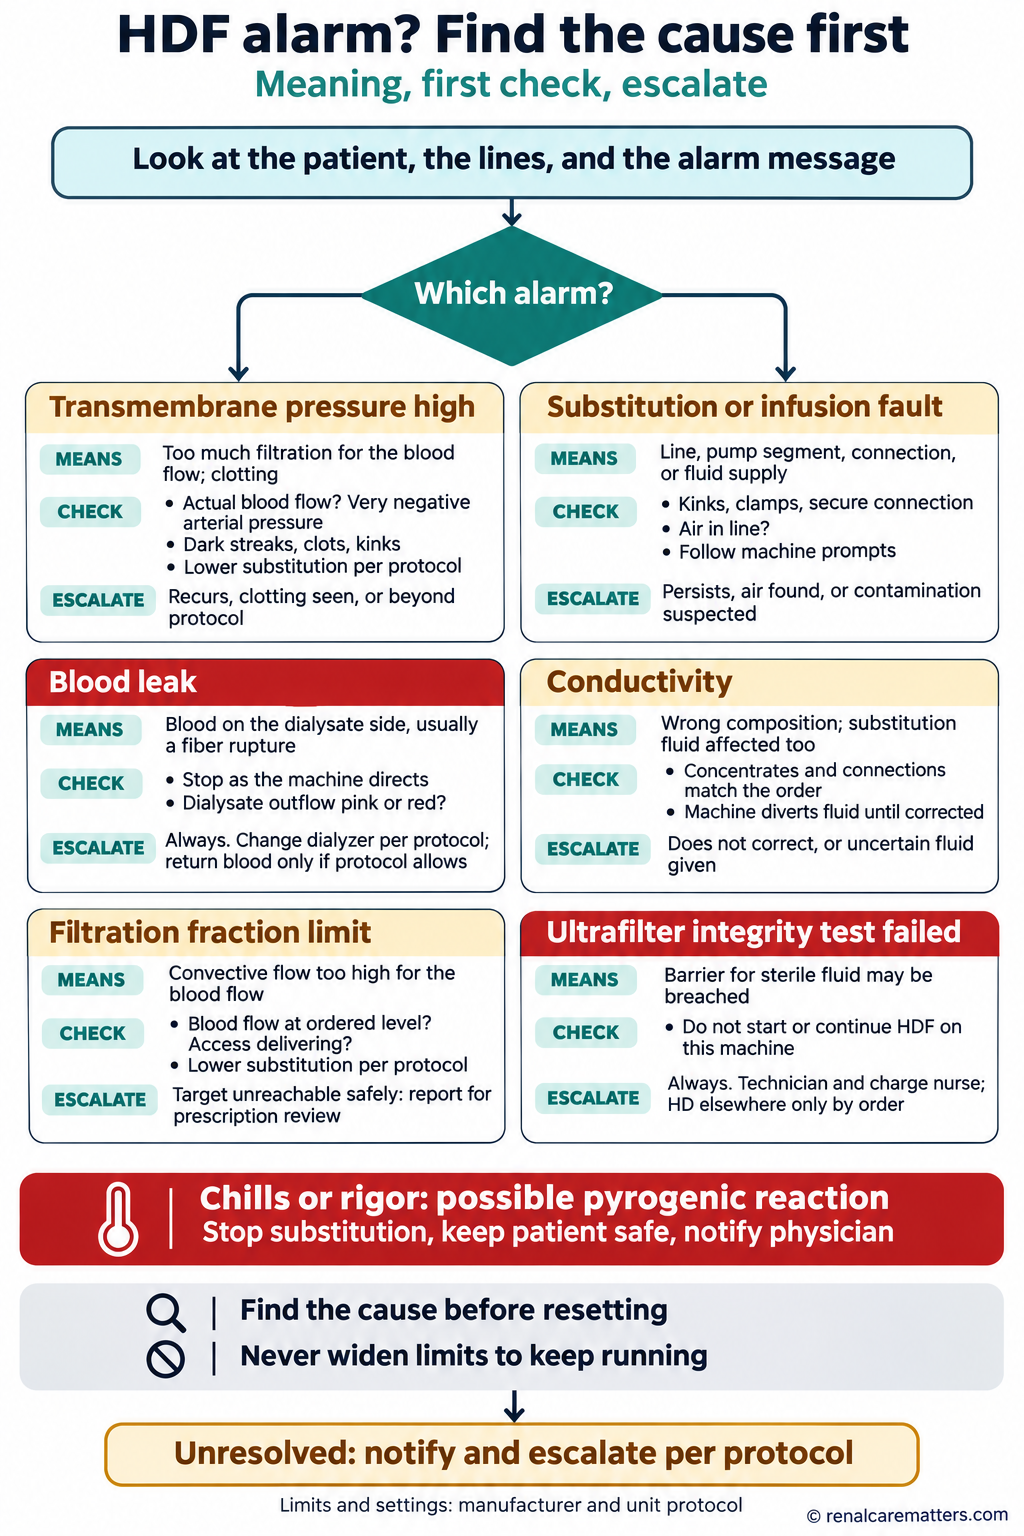 HDF alarm? Find the cause first
Meaning, first check, escalate
Look at the patient, the lines, and the alarm message
Which alarm?
Transmembrane pressure high
MEANS
Too much filtration for the blood
flow; clotting
CHECK
• Actual blood flow? Very negative
arterial pressure
• Dark streaks, clots, kinks
• Lower substitution per protocol
ESCALATE
Recurs, clotting seen, or beyond
protocol
Substitution or infusion fault
MEANS
Line, pump segment, connection,
or fluid supply
CHECK
• Kinks, clamps, secure connection
• Air in line?
• Follow machine prompts
ESCALATE
Persists, air found, or contamination
suspected
Blood leak
MEANS
Blood on the dialysate side, usually
a fiber rupture
CHECK
• Stop as the machine directs
• Dialysate outflow pink or red?
ESCALATE
Always. Change dialyzer per protocol;
return blood only if protocol allows
Conductivity
MEANS
Wrong composition; substitution
fluid affected too
CHECK
• Concentrates and connections
match the order
• Machine diverts fluid until corrected
ESCALATE
Does not correct, or uncertain fluid
given
Filtration fraction limit
MEANS
Convective flow too high for the
blood flow
CHECK
• Blood flow at ordered level?
Access delivering?
• Lower substitution per protocol
ESCALATE
Target unreachable safely: report for
prescription review
Ultrafilter integrity test failed
MEANS
Barrier for sterile fluid may be
breached
CHECK
• Do not start or continue HDF on
this machine
ESCALATE
Always. Technician and charge nurse;
HD elsewhere only by order
Chills or rigor: possible pyrogenic reaction
Stop substitution, keep patient safe, notify physician
Find the cause before resetting
Never widen limits to keep running
Unresolved: notify and escalate per protocol
Limits and settings: manufacturer and unit protocol
© renalcarematters.com